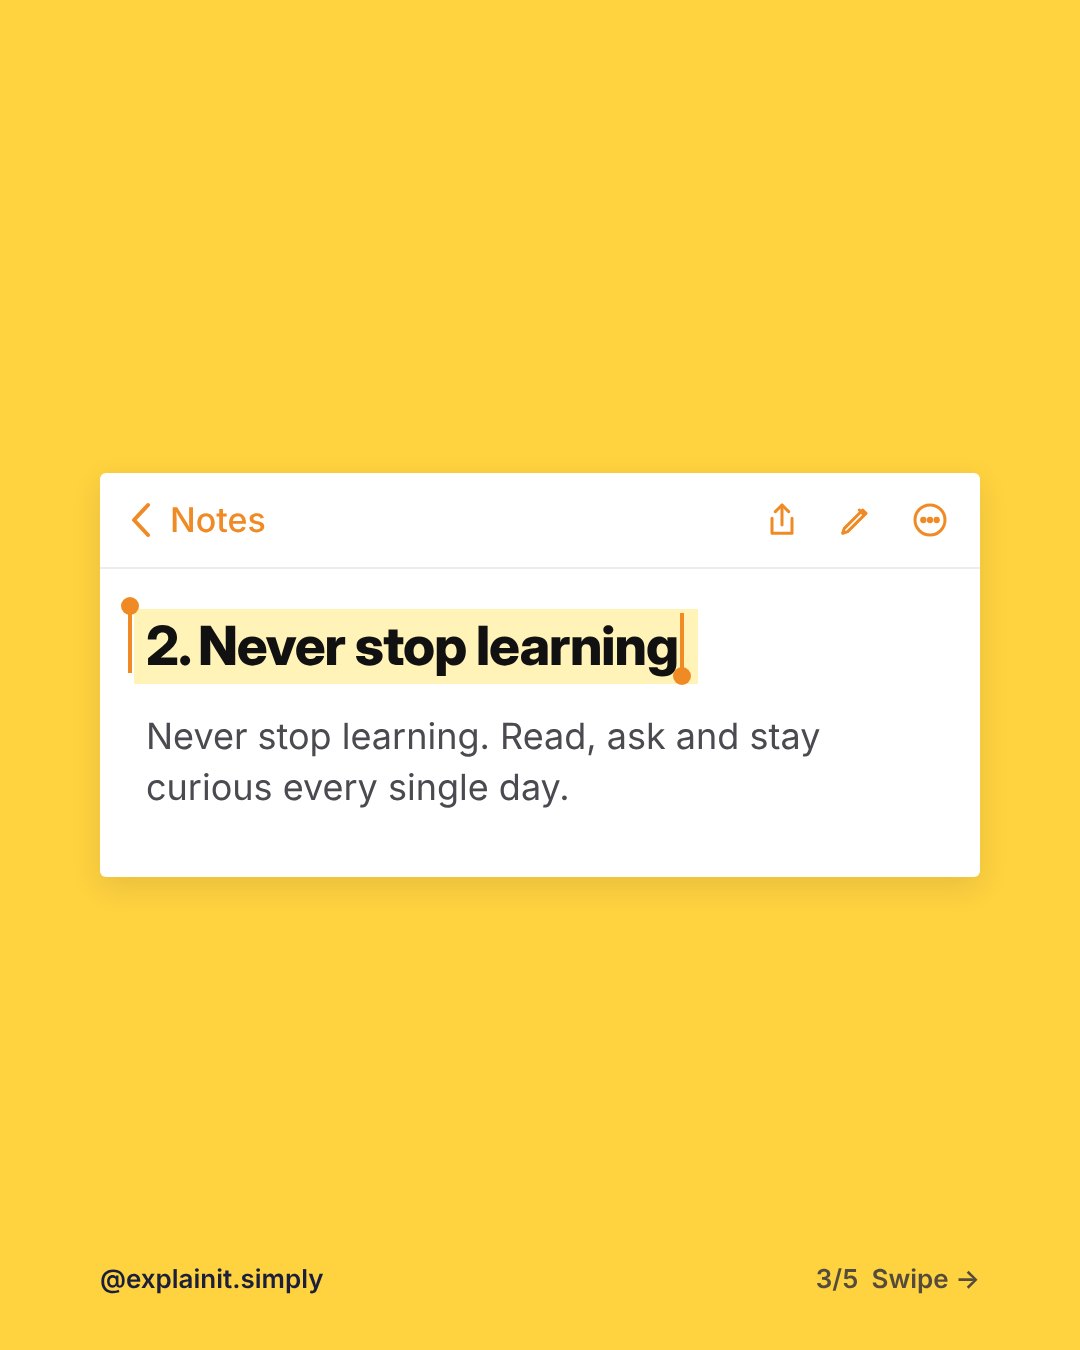 Notes
2. Never stop learning
Never stop learning. Read, ask and stay
curious every single day.
@explainit.simply
3/5 Swipe →